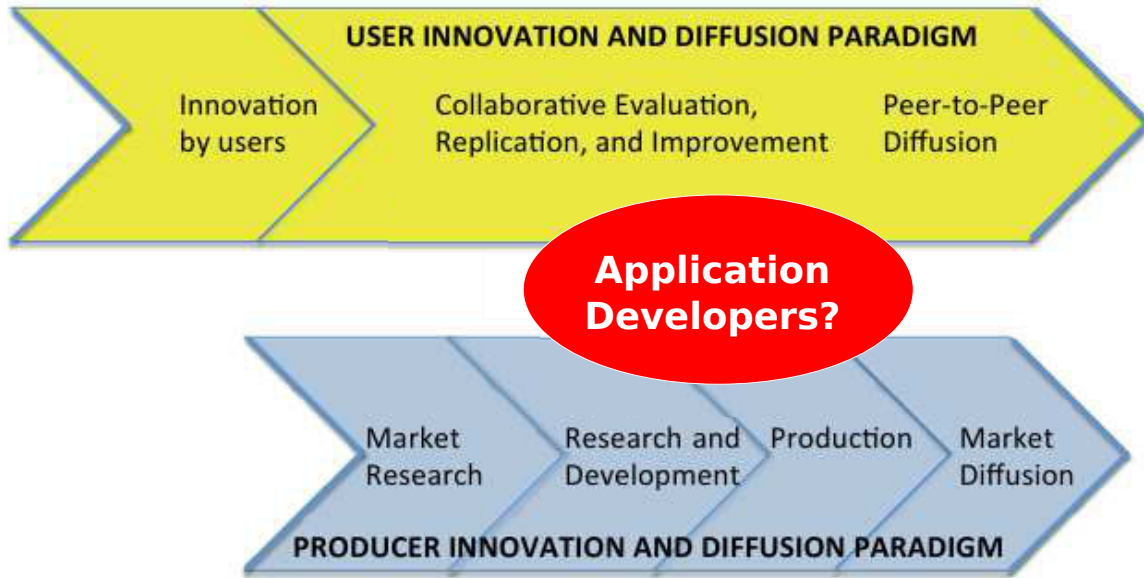 USER INNOVATION AND DIFFUSION PARADIGM
Innovation
by users
Collaborative Evaluation,
Replication, and Improvement
Peer-to-Peer
Diffusion
Application
Developers?
Market
Research
Research and
Development
Production
Market
Diffusion
PRODUCER INNOVATION AND DIFFUSION PARADIGM